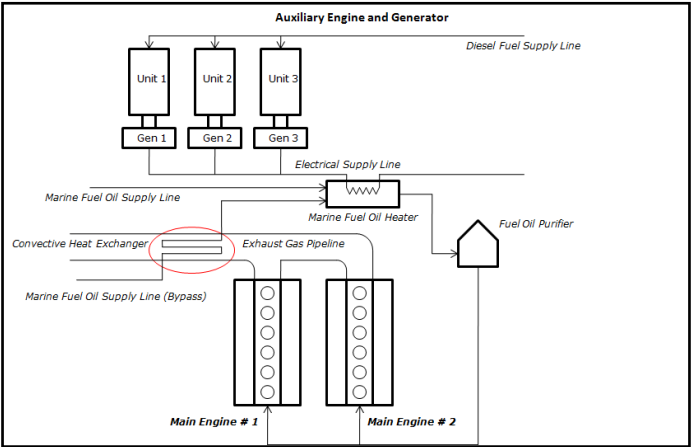 Auxiliary Engine and Generator
Diesel Fuel Supply Line
Unit 1
Unit 2
Unit 3
Gen 1
Gen 2
Gen 3
Electrical Supply Line
Marine Fuel Oil Supply Line
Marine Fuel Oil Heater
Fuel Oil Purifier
Convective Heat Exchanger
Exhaust Gas Pipeline
Marine Fuel Oil Supply Line (Bypass)
Main Engine # 1
Main Engine # 2